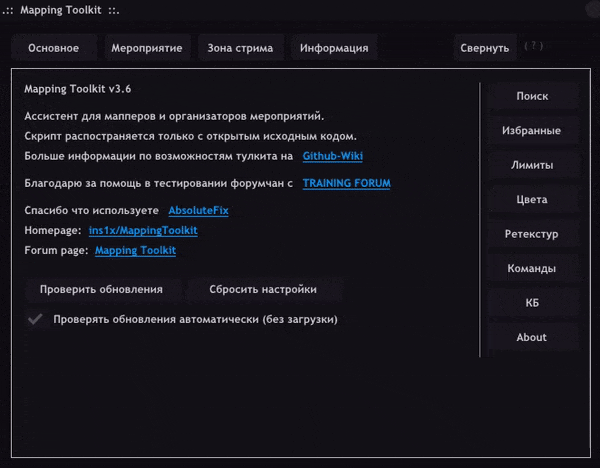 .:: Mapping Toolkit ::.
Основное Мероприятие Зона стрима Информация Свернуть ( ? )
Mapping Toolkit v3.6
Ассистент для мапперов и организаторов мероприятий.
Скрипт распостраняется только с открытым исходным кодом.
Больше информации по возможностям тулкита на Github-Wiki
Благодарю за помощь в тестировании форумчан с TRAINING FORUM
Спасибо что используете AbsoluteFix
Homepage: ins1x/MappingToolkit
Forum page: Mapping Toolkit
Проверить обновления Сбросить настройки
Проверять обновления автоматически (без загрузки)
Поиск
Избранные
Лимиты
Цвета
Ретекстур
Команды
КБ
About